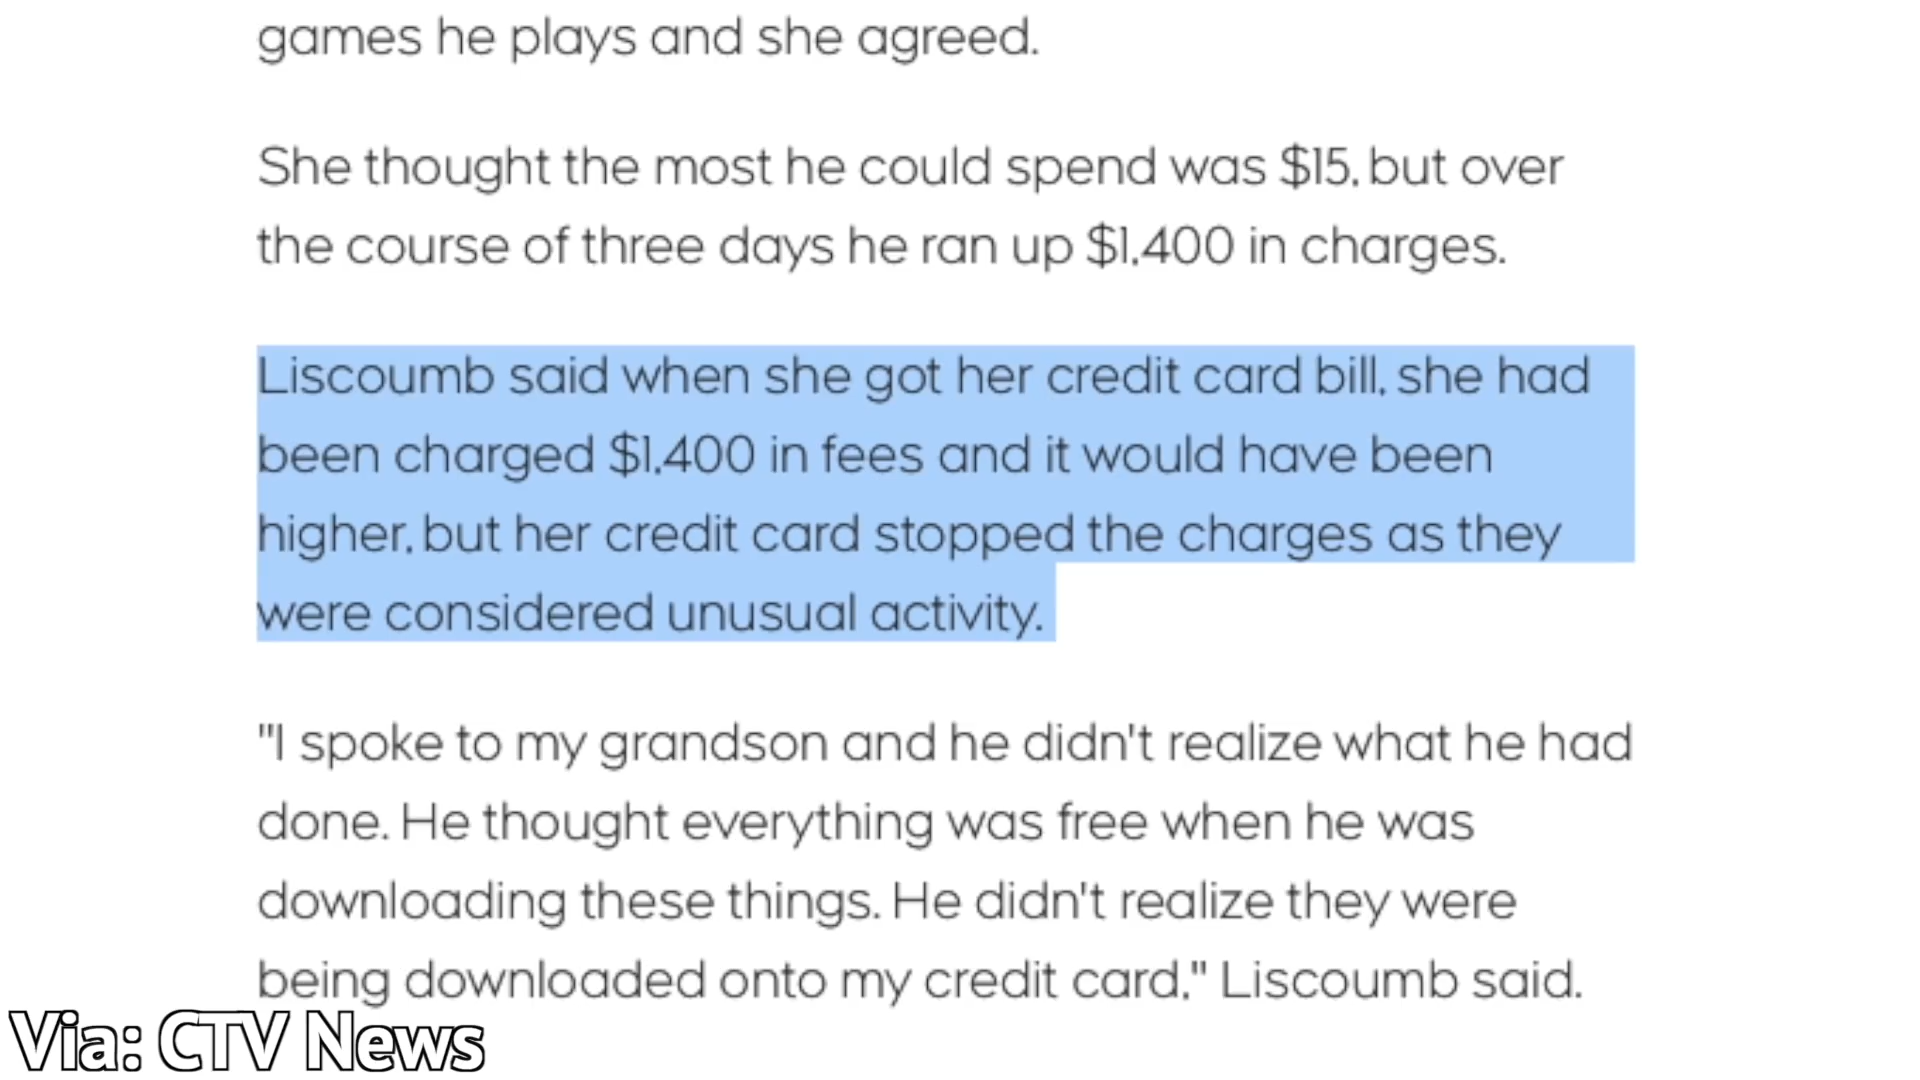 games he plays and she agreed.
She thought the most he could spend was $15, but over
the course of three days he ran up $1,400 in charges.
Liscoumb said when she got her credit card bill, she had
been charged $1,400 in fees and it would have been
higher, but her credit card stopped the charges as they
were considered unusual activity.
"I spoke to my grandson and he didn't realize what he had
done. He thought everything was free when he was
downloading these things. He didn't realize they were
being downloaded onto my credit card," Liscoumb said.
Via: CTV News